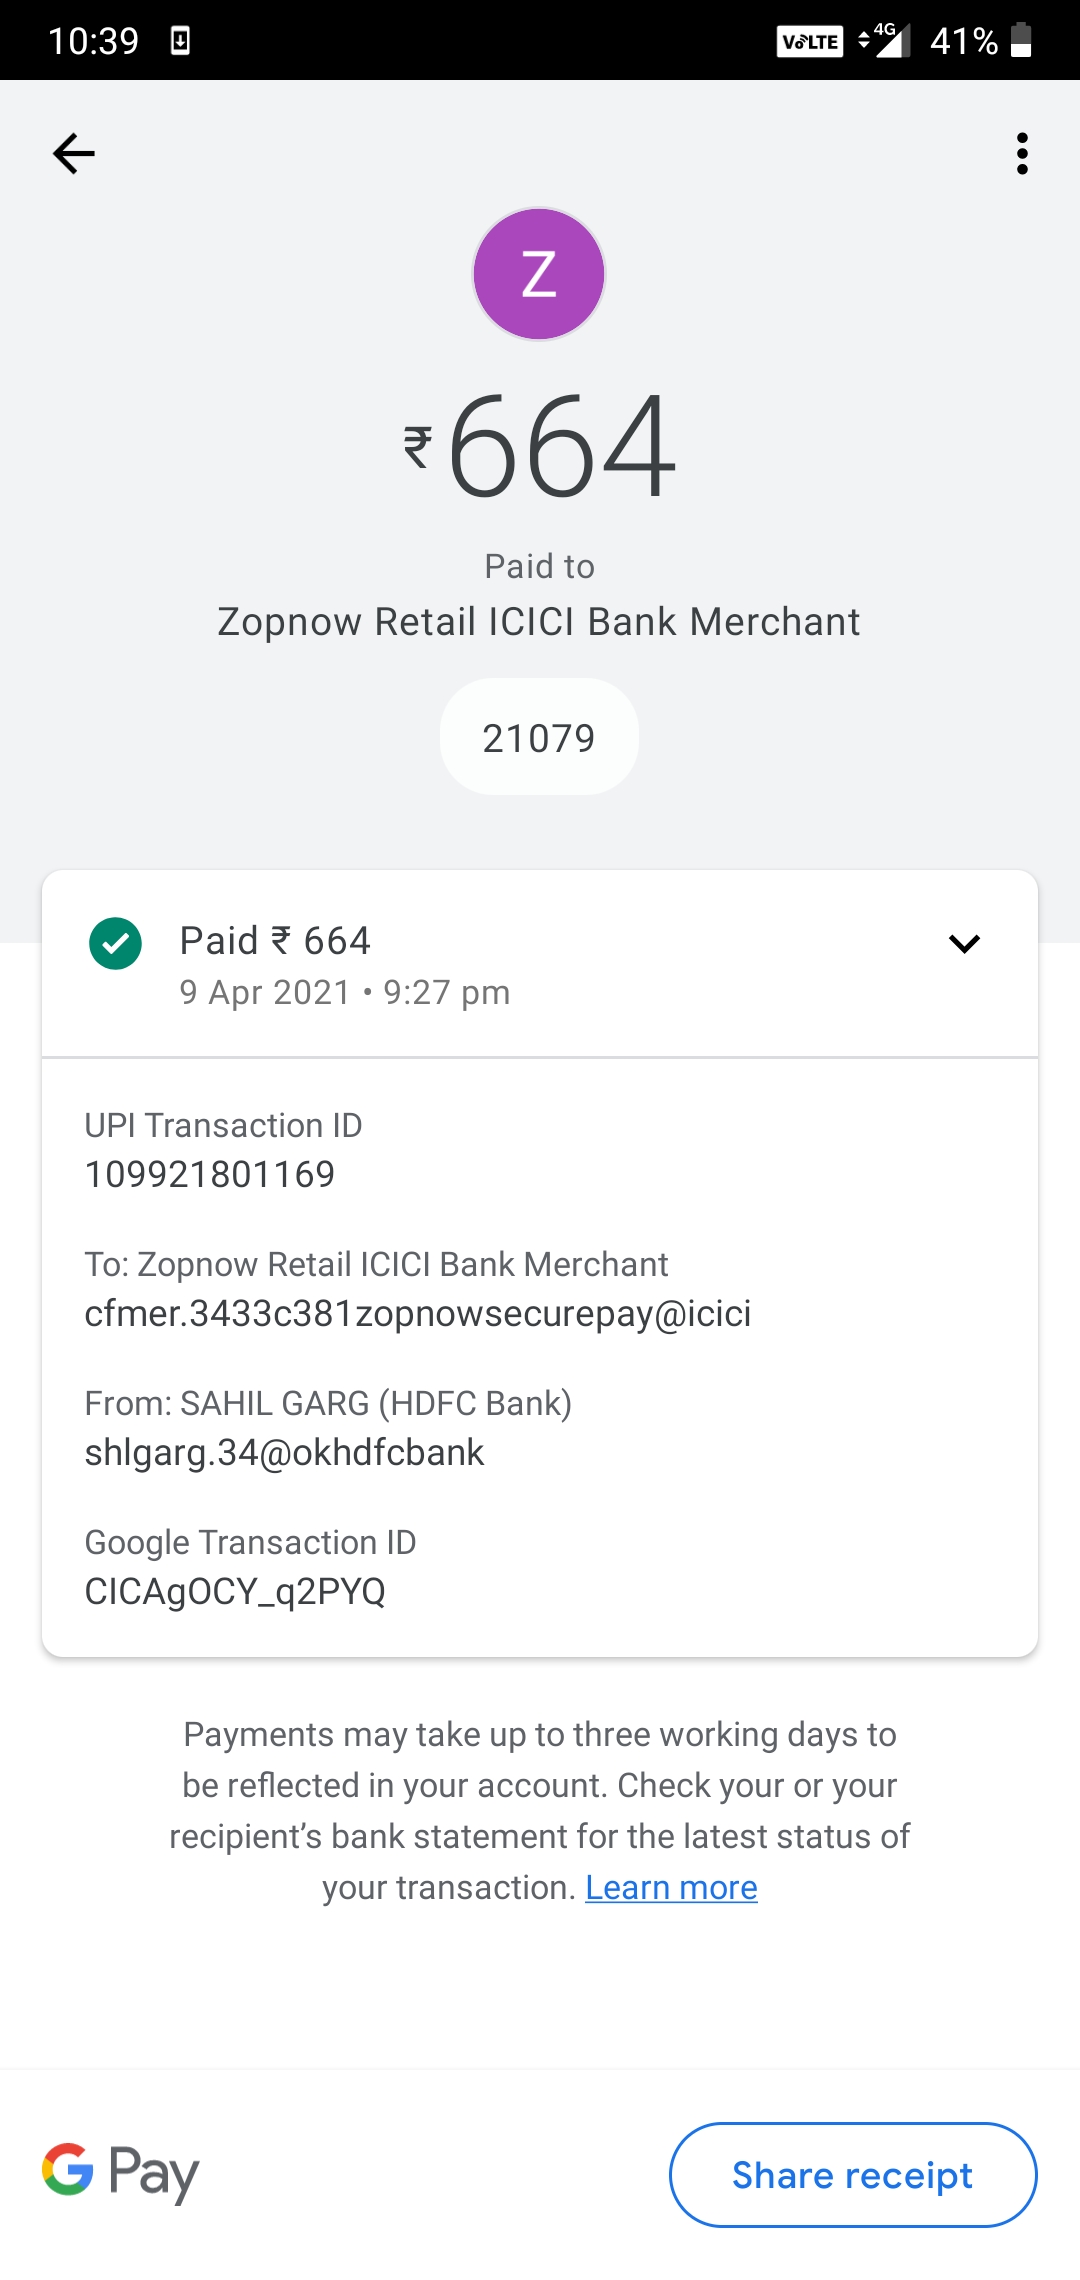 10:39 VoLTE 4G 41%
Z
₹664
Paid to
Zopnow Retail ICICI Bank Merchant
21079
Paid ₹ 664
9 Apr 2021 • 9:27 pm
UPI Transaction ID
109921801169
To: Zopnow Retail ICICI Bank Merchant
cfmer.3433c381zopnowsecurepay@icici
From: SAHIL GARG (HDFC Bank)
shlgarg.34@okhdfcbank
Google Transaction ID
CICAgOCY_q2PYQ
Payments may take up to three working days to
be reflected in your account. Check your or your
recipient’s bank statement for the latest status of
your transaction. Learn more
G Pay
Share receipt